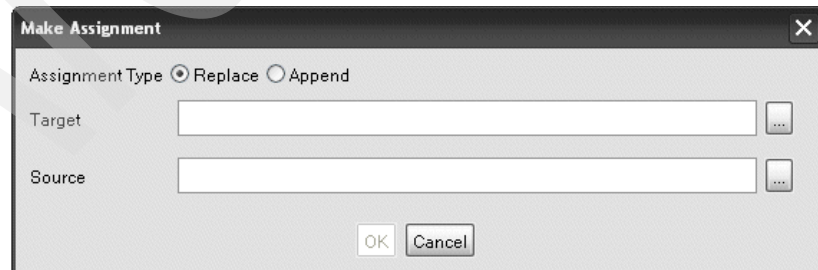 Make Assignment
Assignment Type Replace Append
Target ...
Source ...
OK Cancel